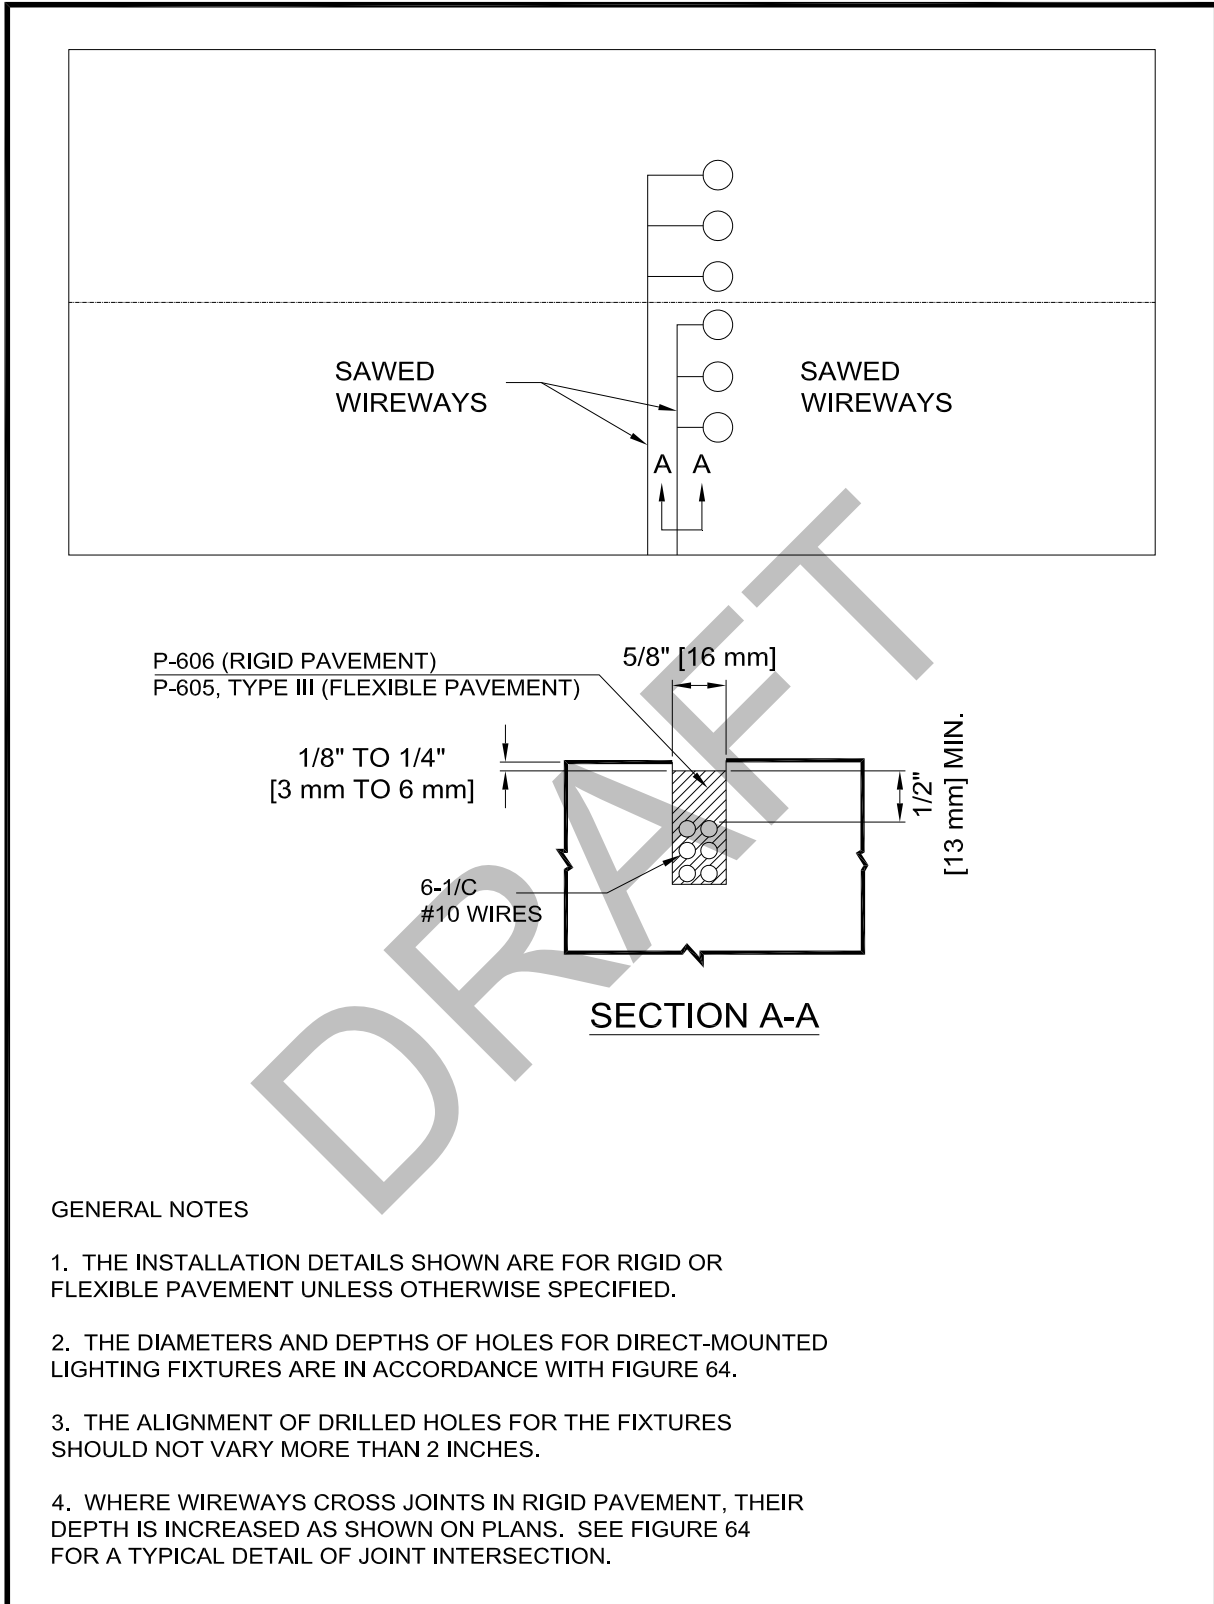 SAWED
WIREWAYS
SAWED
WIREWAYS
A A
P-606 (RIGID PAVEMENT)
P-605, TYPE III (FLEXIBLE PAVEMENT)
5/8" [16 mm]
1/8" TO 1/4"
[3 mm TO 6 mm]
1/2"
[13 mm] MIN.
6-1/C
#10 WIRES
SECTION A-A
DRAFT
GENERAL NOTES
1. THE INSTALLATION DETAILS SHOWN ARE FOR RIGID OR
FLEXIBLE PAVEMENT UNLESS OTHERWISE SPECIFIED.
2. THE DIAMETERS AND DEPTHS OF HOLES FOR DIRECT-MOUNTED
LIGHTING FIXTURES ARE IN ACCORDANCE WITH FIGURE 64.
3. THE ALIGNMENT OF DRILLED HOLES FOR THE FIXTURES
SHOULD NOT VARY MORE THAN 2 INCHES.
4. WHERE WIREWAYS CROSS JOINTS IN RIGID PAVEMENT, THEIR
DEPTH IS INCREASED AS SHOWN ON PLANS. SEE FIGURE 64
FOR A TYPICAL DETAIL OF JOINT INTERSECTION.